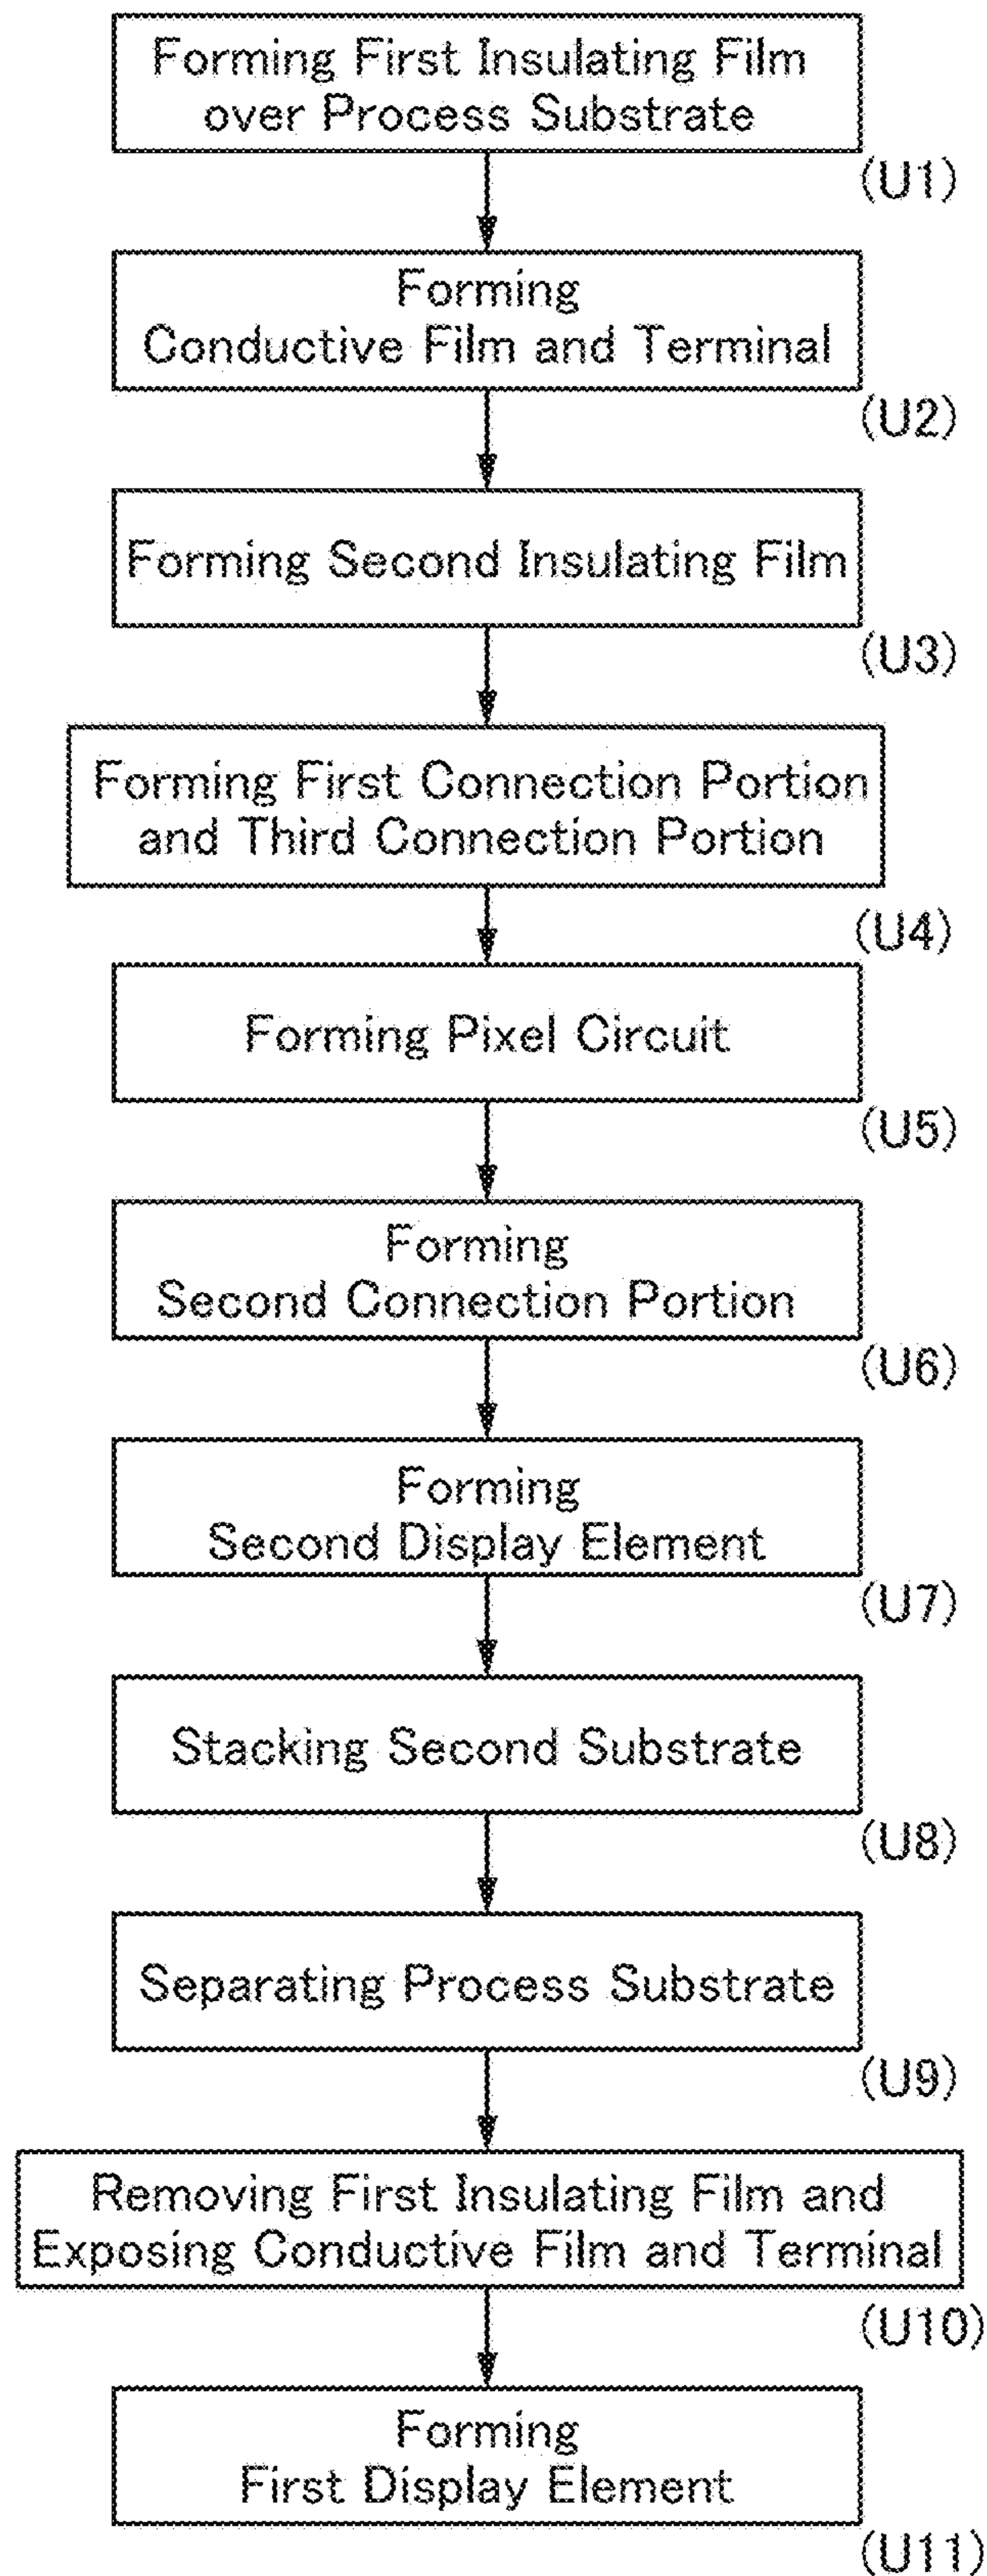 Forming First Insulating Film
over Process Substrate
(U1)
Forming
Conductive Film and Terminal
(U2)
Forming Second Insulating Film
(U3)
Forming First Connection Portion
and Third Connection Portion
(U4)
Forming Pixel Circuit
(U5)
Forming
Second Connection Portion
(U6)
Forming
Second Display Element
(U7)
Stacking Second Substrate
(U8)
Separating Process Substrate
(U9)
Removing First Insulating Film and
Exposing Conductive Film and Terminal
(U10)
Forming
First Display Element
(U11)